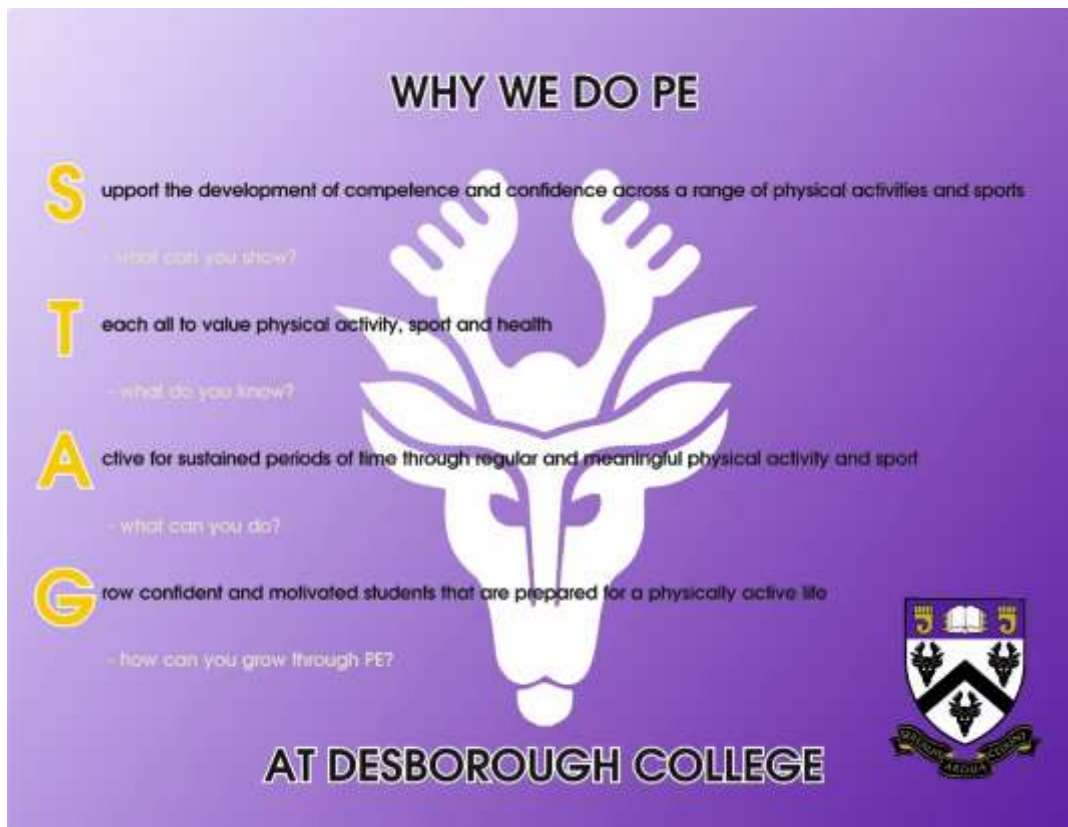 WHY WE DO PE
Support the development of competence and confidence across a range of physical activities and sports
- what can you show?
Teach all to value physical activity, sport and health
- what do you know?
Active for sustained periods of time through regular and meaningful physical activity and sport
- what can you do?
Grow confident and motivated students that are prepared for a physically active life
- how can you grow through PE?
AT DESBOROUGH COLLEGE